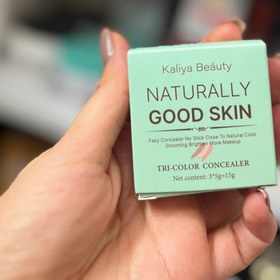 Kaliya Beáuty
NATURALLY
GOOD SKIN
Easy Concealer No Stick Close To Natural Color
Grooming Brighten More Makeup
TRI-COLOR CONCEALER
Net content: 3*5g=15g